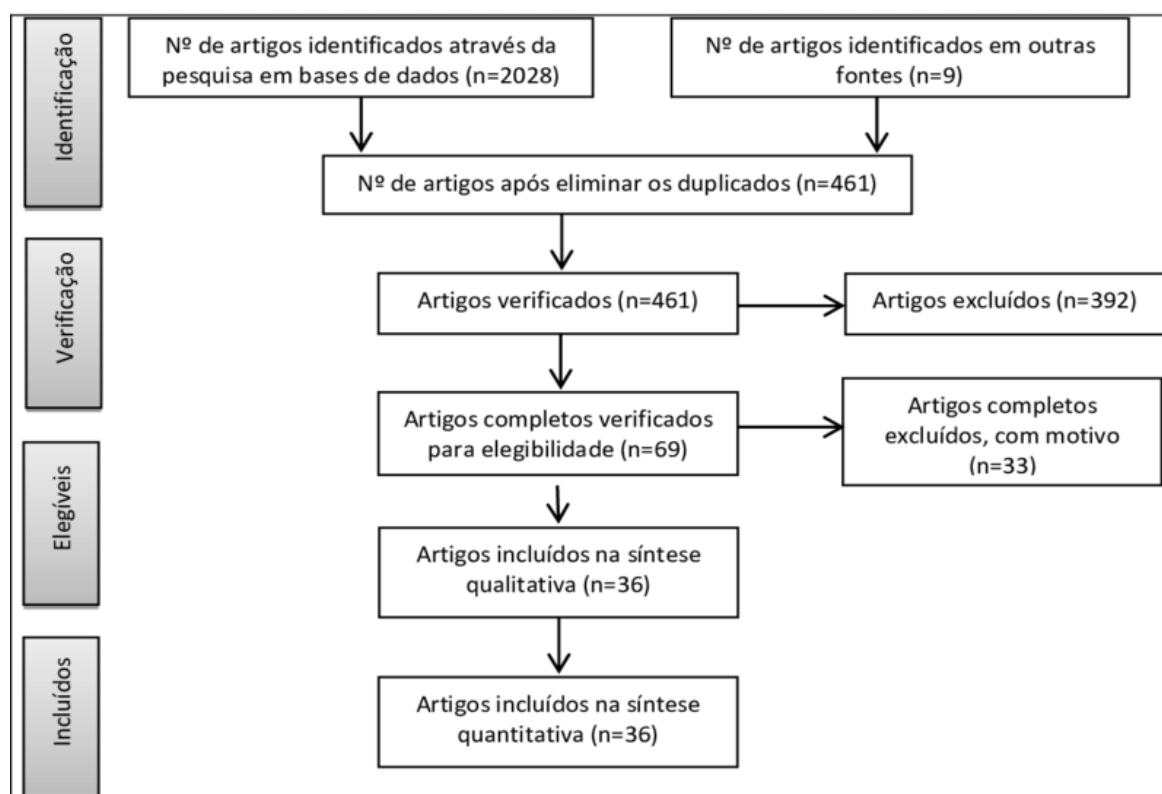 Identificação
Nº de artigos identificados através da
pesquisa em bases de dados (n=2028)
Nº de artigos identificados em outras
fontes (n=9)
Nº de artigos após eliminar os duplicados (n=461)
Verificação
Artigos verificados (n=461)
Artigos excluídos (n=392)
Artigos completos verificados
para elegibilidade (n=69)
Artigos completos
excluídos, com motivo
(n=33)
Elegíveis
Artigos incluídos na síntese
qualitativa (n=36)
Incluídos
Artigos incluídos na síntese
quantitativa (n=36)